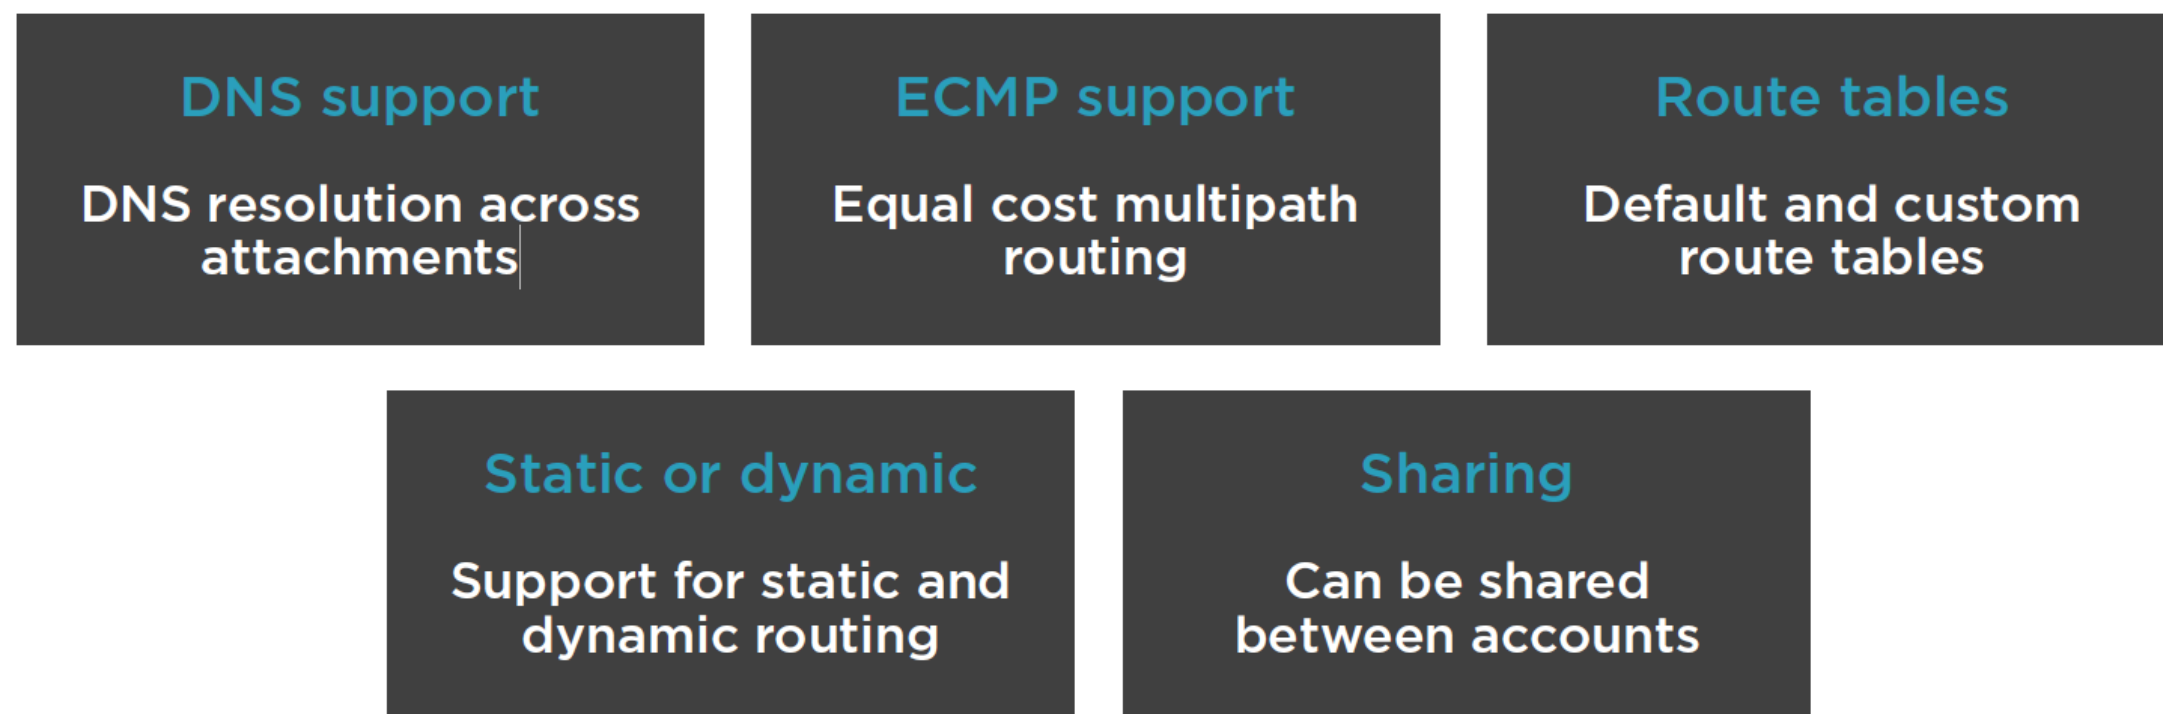 DNS support
DNS resolution across
attachments
ECMP support
Equal cost multipath
routing
Route tables
Default and custom
route tables
Static or dynamic
Support for static and
dynamic routing
Sharing
Can be shared
between accounts